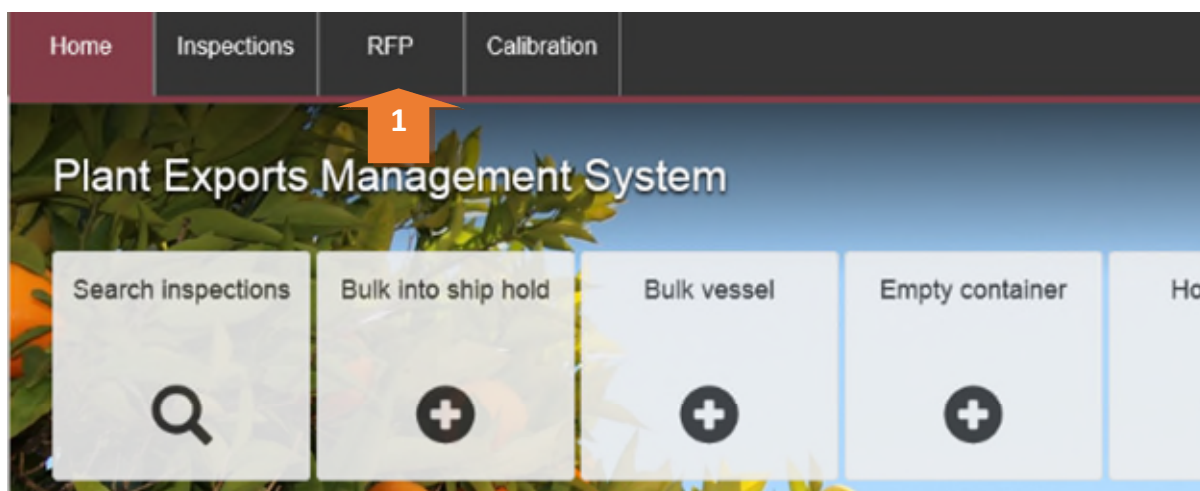 Home Inspections RFP Calibration
1
Plant Exports Management System
Search inspections Bulk into ship hold Bulk vessel Empty container Ho